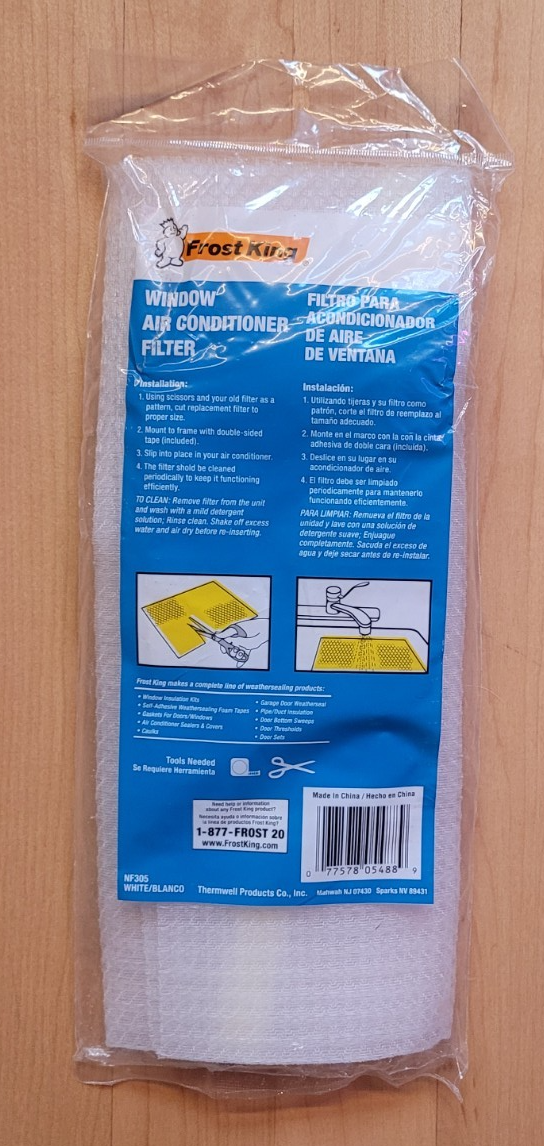 Frost King
WINDOW
AIR CONDITIONER
FILTER
Installation:
1. Using scissors and your old filter as a
pattern, cut replacement filter to
proper size.
2. Mount to frame with double-sided
tape (included).
3. Slip into place in your air conditioner.
4. The filter shold be cleaned
periodically to keep it functioning
efficiently.
TO CLEAN: Remove filter from the unit
and wash with a mild detergent
solution; Rinse clean. Shake off excess
water and air dry before re-inserting.
FILTRO PARA
ACONDICIONADOR
DE AIRE
DE VENTANA
Instalación:
1. Utilizando tijeras y su filtro como
patrón, corte el filtro de reemplazo al
tamaño adecuado.
2. Monte en el marco con la con la cinta
adhesiva de doble cara (incluida).
3. Deslice en su lugar en su
acondicionador de aire.
4. El filtro debe ser limpiado
periodicamente para mantenerlo
funcionando eficientemente.
PARA LIMPIAR: Remueva el filtro de la
unidad y lave con una solución de
detergente suave; Enjuague
completamente. Sacuda el exceso de
agua y deje secar antes de re-instalar.
Frost King makes a complete line of weathersealing products:
• Window Insulation Kits
• Self-Adhesive Weathersealing Foam Tapes
• Gaskets For Doors/Windows
• Air Conditioner Sealers & Covers
• Caulks
• Garage Door Weatherseal
• Pipe/Duct Insulation
• Door Bottom Sweeps
• Door Thresholds
• Door Sets
Tools Needed
Se Requiere Herramienta
Need help or information
about any Frost King product?
Necesita ayuda o información sobre
la línea de productos Frost King?
1-877-FROST 20
www.FrostKing.com
Made in China / Hecho en China
0 77578 05488 9
NF305
WHITE/BLANCO Thermwell Products Co., Inc. Mahwah NJ 07430 Sparks NV 89431